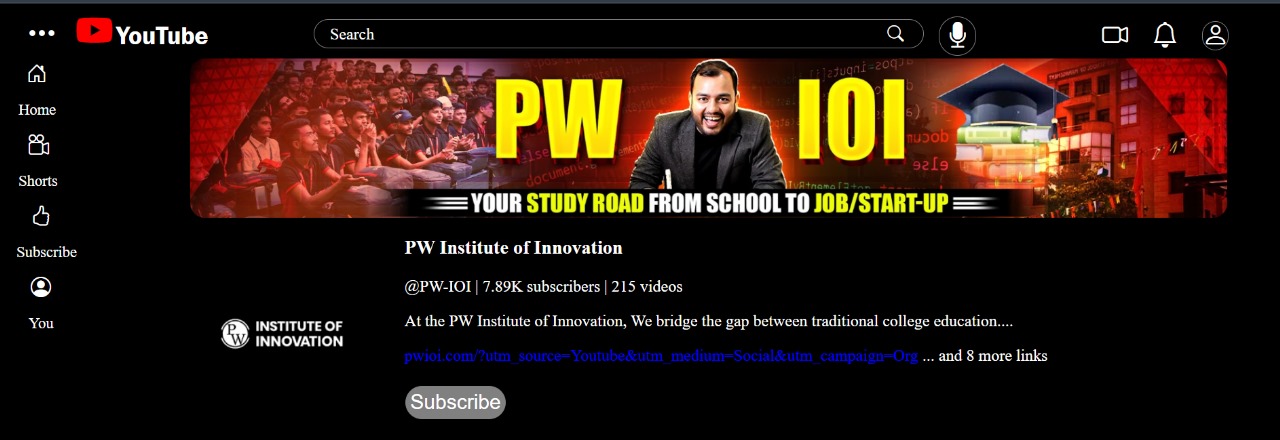 YouTube
Search
Home
Shorts
Subscribe
You
PW IOI
YOUR STUDY ROAD FROM SCHOOL TO JOB/START-UP
PW Institute of Innovation
@PW-IOI | 7.89K subscribers | 215 videos
At the PW Institute of Innovation, We bridge the gap between traditional college education....
pwioi.com/?utm_source=Youtube&utm_medium=Social&utm_campaign=Org ... and 8 more links
Subscribe
PW INSTITUTE OF
INNOVATION